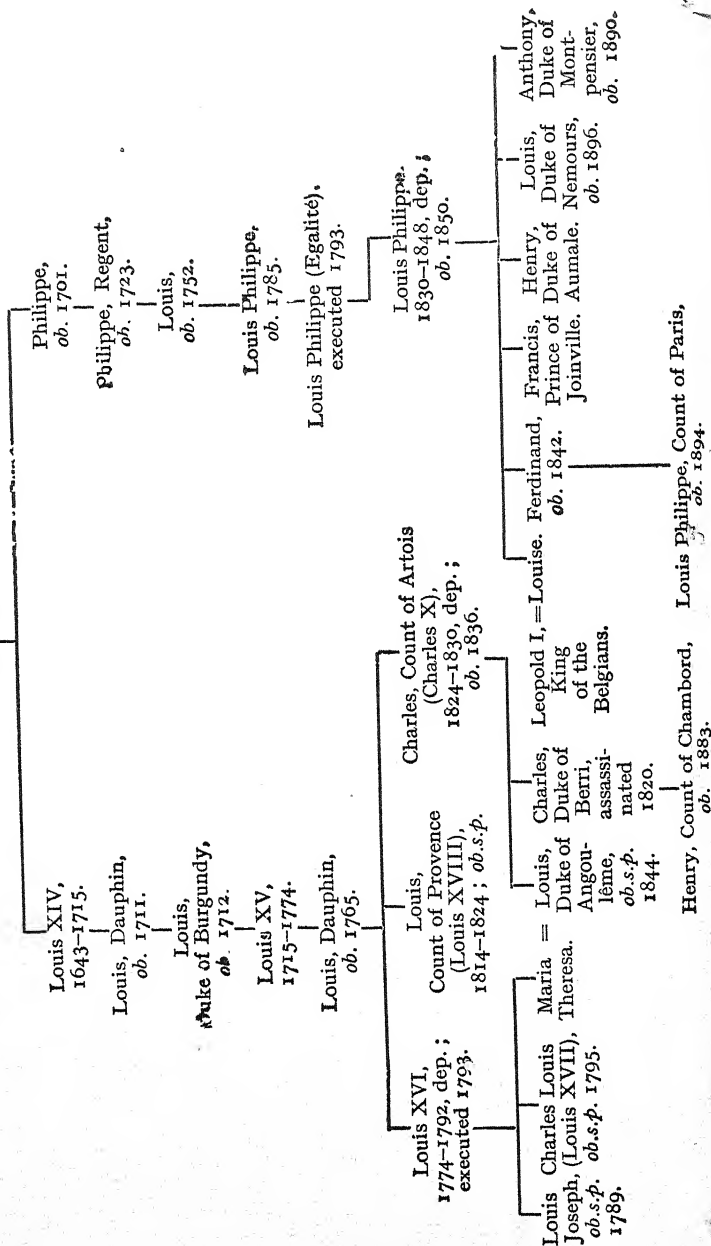 Louis XIV,
1643–1715.
Louis, Dauphin,
ob. 1711.
Louis,
Duke of Burgundy,
ob. 1712.
Louis XV,
1715–1774.
Louis, Dauphin,
ob. 1765.
Louis XVI,
1774–1792, dep.;
executed 1793.
Louis,
Count of Provence
(Louis XVIII),
1814–1824; ob.s.p.
Charles, Count of Artois
(Charles X),
1824–1830, dep.;
ob. 1836.
Louis
Joseph,
ob.s.p.
1789.
Charles Louis
(Louis XVII),
ob.s.p. 1795.
Maria =
Theresa.
Louis,
Duke of
Angou-
lême,
ob.s.p.
1844.
Charles,
Duke of
Berri,
assassi-
nated
1820.
Henry, Count of Chambord,
ob. 1883.
Philippe,
ob. 1701.
Philippe, Regent,
ob. 1723.
Louis,
ob. 1752.
Louis Philippe,
ob. 1785.
Louis Philippe (Egalité),
executed 1793.
Louis Philippe.
1830–1848, dep.;
ob. 1850.
Leopold I, = Louise.
King
of the
Belgians.
Ferdinand,
ob. 1842.
Francis,
Prince of
Joinville.
Henry,
Duke of
Aumale.
Louis,
Duke of
Nemours,
ob. 1896.
Anthony,
Duke of
Mont-
pensier,
ob. 1890.
Louis Philippe, Count of Paris,
ob. 1894.